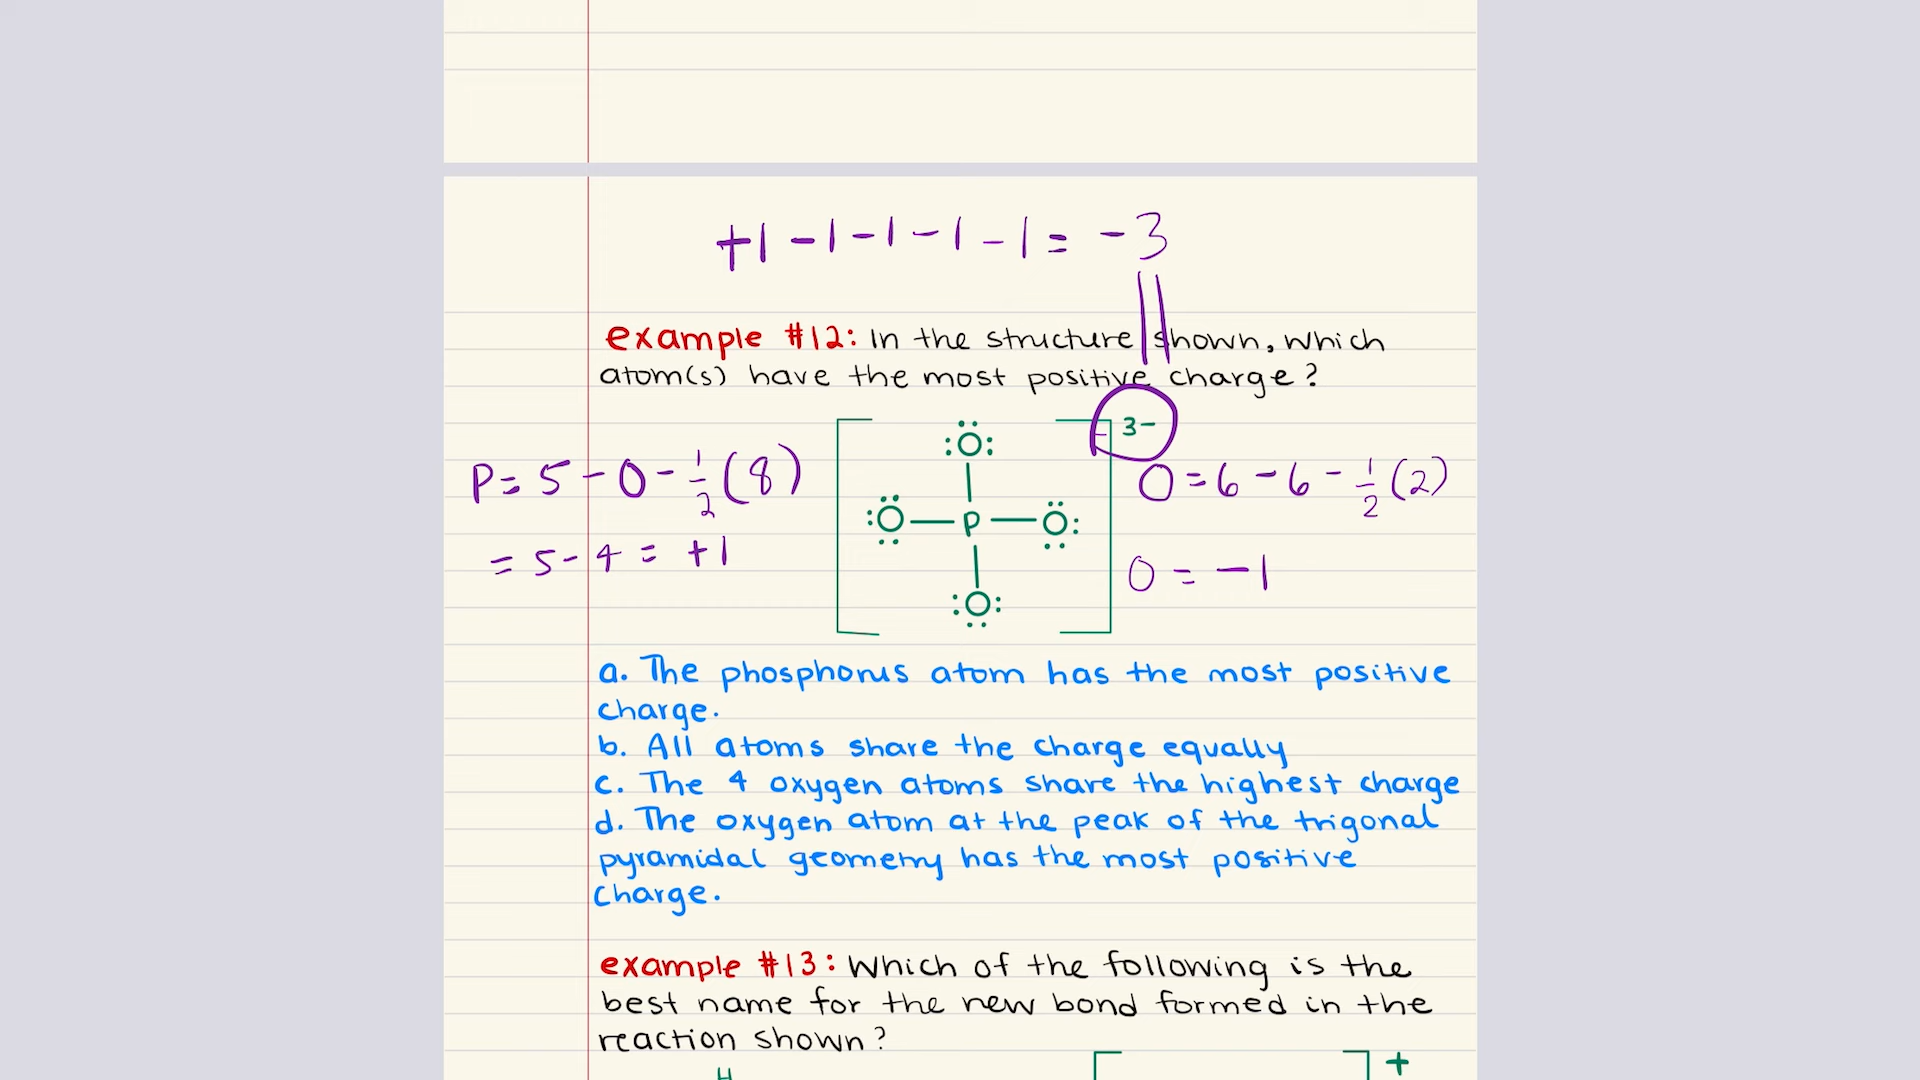 +1 - 1 - 1 - 1 - 1 = - 3
example #12: In the structure shown, which
atom(s) have the most positive charge?
3-
:O:
P = 5 - 0 - 1/2 (8)
O = 6 - 6 - 1/2 (2)
:O — P — O:
= 5 - 4 = +1
O = - 1
:O:
a. The phosphorus atom has the most positive
charge.
b. All atoms share the charge equally
c. The 4 oxygen atoms share the highest charge
d. The oxygen atom at the peak of the trigonal
pyramidal geometry has the most positive
charge.
example #13: Which of the following is the
best name for the new bond formed in the
reaction shown?
H
+